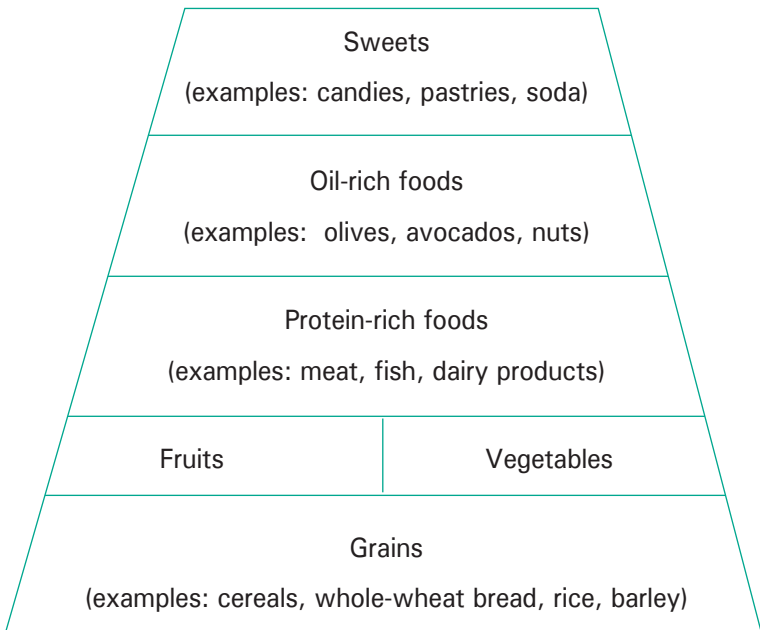 Sweets
(examples: candies, pastries, soda)
Oil-rich foods
(examples:  olives, avocados, nuts)
Protein-rich foods
(examples: meat, fish, dairy products)
Fruits
Vegetables
Grains
(examples: cereals, whole-wheat bread, rice, barley)